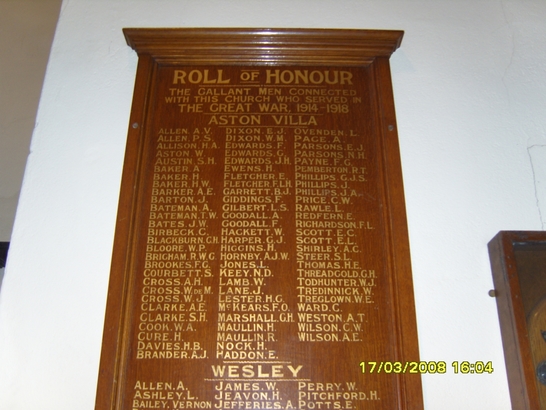 ROLL OF HONOUR
THE GALLANT MEN CONNECTED
WITH THIS CHURCH WHO SERVED IN
THE GREAT WAR, 1914-1918
ASTON VILLA
ALLEN. A.V. DIXON. E.J. OVENDEN. L.
ALLEN. P.S. DIXON. W.M. PAGE. A.
ALLISON. H.A. EDWARDS. F. PARSONS. E.J.
ASTON. W. EDWARDS. G. PARSONS. N.H.
AUSTIN. S.H. EDWARDS. J.H. PAYNE. F.G.
BAKER. A. EWENS. H. PEMBERTON. R.T.
BAKER. H. FLETCHER. E. PHILLIPS. G.J.S.
BAKER. H.W. FLETCHER. F.L.H. PHILLIPS. J.
BARKER. A.E. GARRETT. B.J. PHILLIPS. J.A.
BARTON. J. GIDDINGS. F. PRICE. C.W.
BATEMAN. A. GILBERT. L.S. RAWLE. L.
BATEMAN. T.W. GOODALL. A. REDFERN. E.
BATES. J.W. GOODALL. F. RICHARDSON. F.L.
BIRBECK. C. HACKETT. W. SCOTT. E.C.
BLACKBURN. C.H. HARPER. G.J. SCOTT. E.L.
BLOORE. W.P. HIGGINS. H. SHIRLEY. A.G.
BRIGHAM. R.W.G. HORNBY. A.J.W. STEER. S.L.
BROOKES. F.G. JONES. L. THOMAS. H.E.
COURBETT. S. KEEY. N.D. THREADGOLD. G.H.
CROSS. A.H. LAMB. W. TODHUNTER. W.J.
CROSS. W. DE M. LANE. J. TREDINNICK. W.
CROSS. W.J. LESTER. H.G. TREGLOWN. W.E.
CLARKE. A.E. McKEARS. F.O. WARD. C.
CLARKE. S.H. MARSHALL. G.H. WESTON. A.T.
COOK. W.A. MAULLIN. H. WILSON. C.W.
CURE. H. MAULLIN. R. WILSON. A.E.
DAVIES. H.B. NOCK. H.
BRANDER. A.J. PADDON. E.
WESLEY
ALLEN. A. JAMES. W. PERRY. W.
ASHLEY. L. JEAVON. H. PITCHFORD. H.
BAILEY. VERNON JEFFERIES. A. POTTS. E.
17/03/2008 16:04